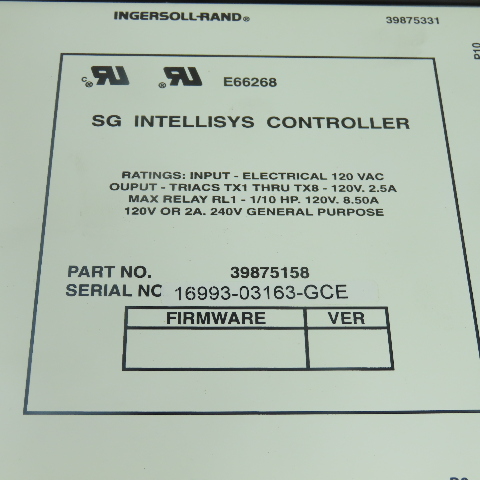 INGERSOLL-RAND®
39875331
P10
E66268
SG INTELLISYS CONTROLLER
RATINGS: INPUT - ELECTRICAL 120 VAC
OUPUT - TRIACS TX1 THRU TX8 - 120V. 2.5A
MAX RELAY RL1 - 1/10 HP. 120V. 8.50A
120V OR 2A. 240V GENERAL PURPOSE
PART NO. 39875158
SERIAL NO 16993-03163-GCE
FIRMWARE VER